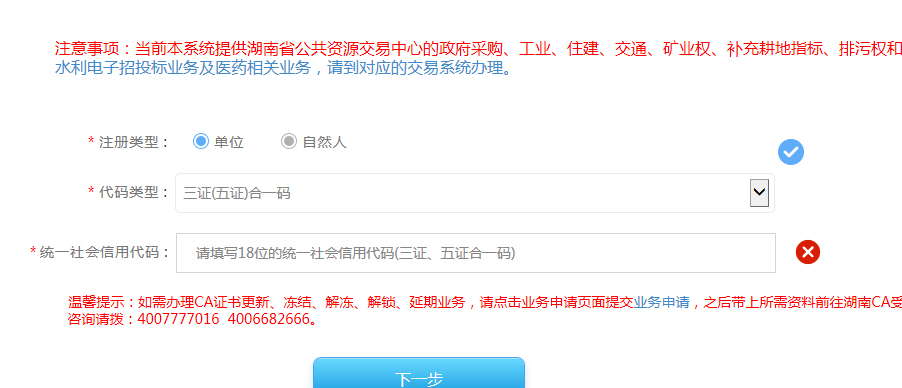 注意事项：当前本系统提供湖南省公共资源交易中心的政府采购、工业、住建、交通、矿业权、补充耕地指标、排污权和
水利电子招投标业务及医药相关业务，请到对应的交易系统办理。
* 注册类型： 单位 自然人
* 代码类型： 三证(五证)合一码
* 统一社会信用代码： 请填写18位的统一社会信用代码(三证、五证合一码)
温馨提示：如需办理CA证书更新、冻结、解冻、解锁、延期业务，请点击业务申请页面提交业务申请，之后带上所需资料前往湖南CA受
咨询请拨：4007777016 4006682666。
下一步